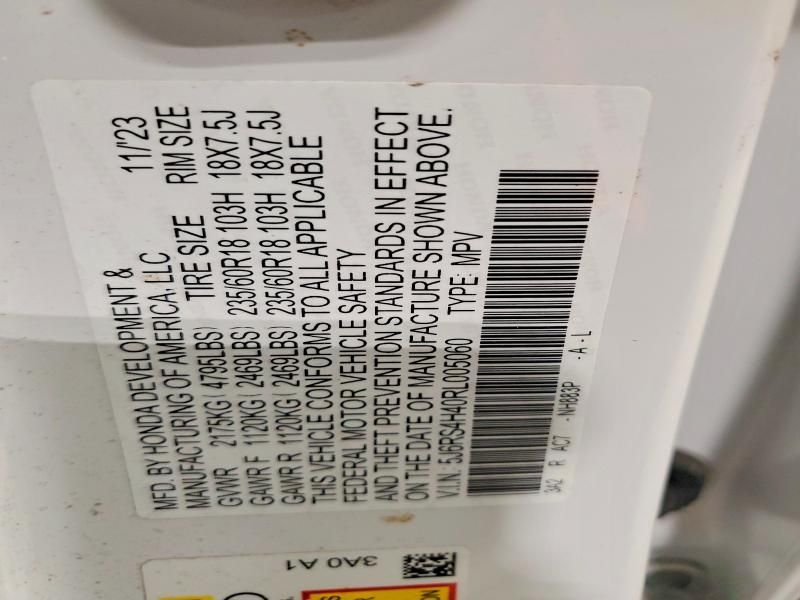 MFD. BY HONDA DEVELOPMENT & 11/'23
MANUFACTURING OF AMERICA, LLC TIRE SIZE RIM SIZE
GVWR 2175KG( 4795LBS) 235/60R18 103H 18X7.5J
GAWR F 1120KG( 2469LBS) 235/60R18 103H 18X7.5J
GAWR R 1120KG( 2469LBS)
THIS VEHICLE CONFORMS TO ALL APPLICABLE
FEDERAL MOTOR VEHICLE SAFETY
AND THEFT PREVENTION STANDARDS IN EFFECT
ON THE DATE OF MANUFACTURE SHOWN ABOVE.
V.I.N: 5J6RS4H40RL005060 TYPE: MPV
3A2 R AC7 -NH883P -A-L
3A0 A1